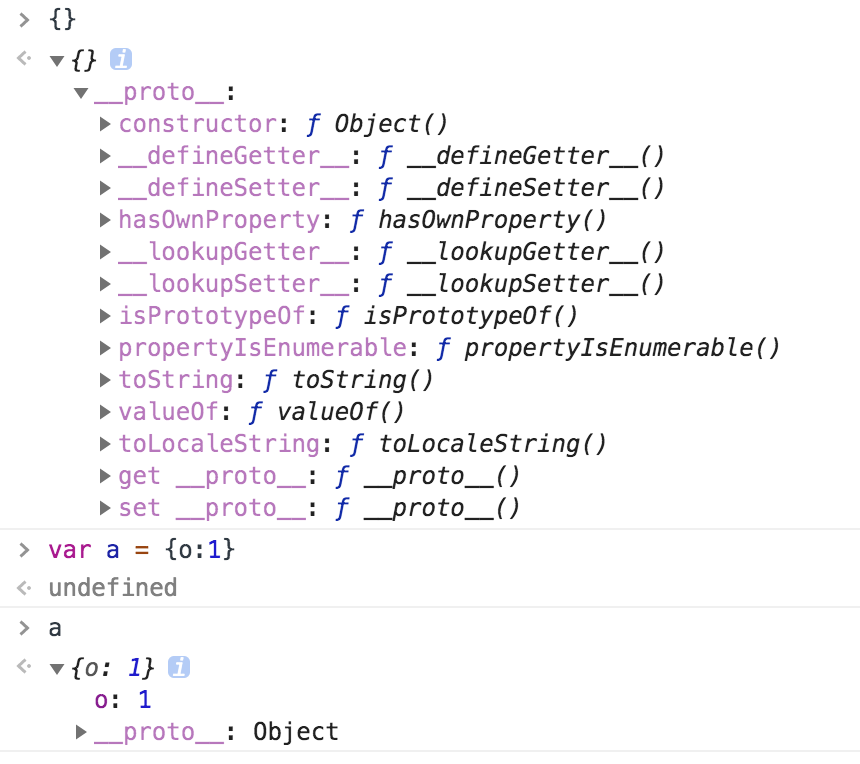 > {}
{} i
__proto__:
constructor: ƒ Object()
__defineGetter__: ƒ __defineGetter__()
__defineSetter__: ƒ __defineSetter__()
hasOwnProperty: ƒ hasOwnProperty()
__lookupGetter__: ƒ __lookupGetter__()
__lookupSetter__: ƒ __lookupSetter__()
isPrototypeOf: ƒ isPrototypeOf()
propertyIsEnumerable: ƒ propertyIsEnumerable()
toString: ƒ toString()
valueOf: ƒ valueOf()
toLocaleString: ƒ toLocaleString()
get __proto__: ƒ __proto__()
set __proto__: ƒ __proto__()
> var a = {o:1}
undefined
> a
{o: 1} i
o: 1
__proto__: Object